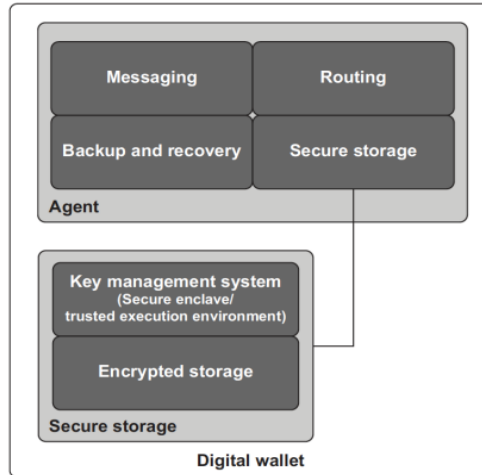 Messaging
Routing
Backup and recovery
Secure storage
Agent
Key management system
(Secure enclave/
trusted execution environment)
Encrypted storage
Secure storage
Digital wallet